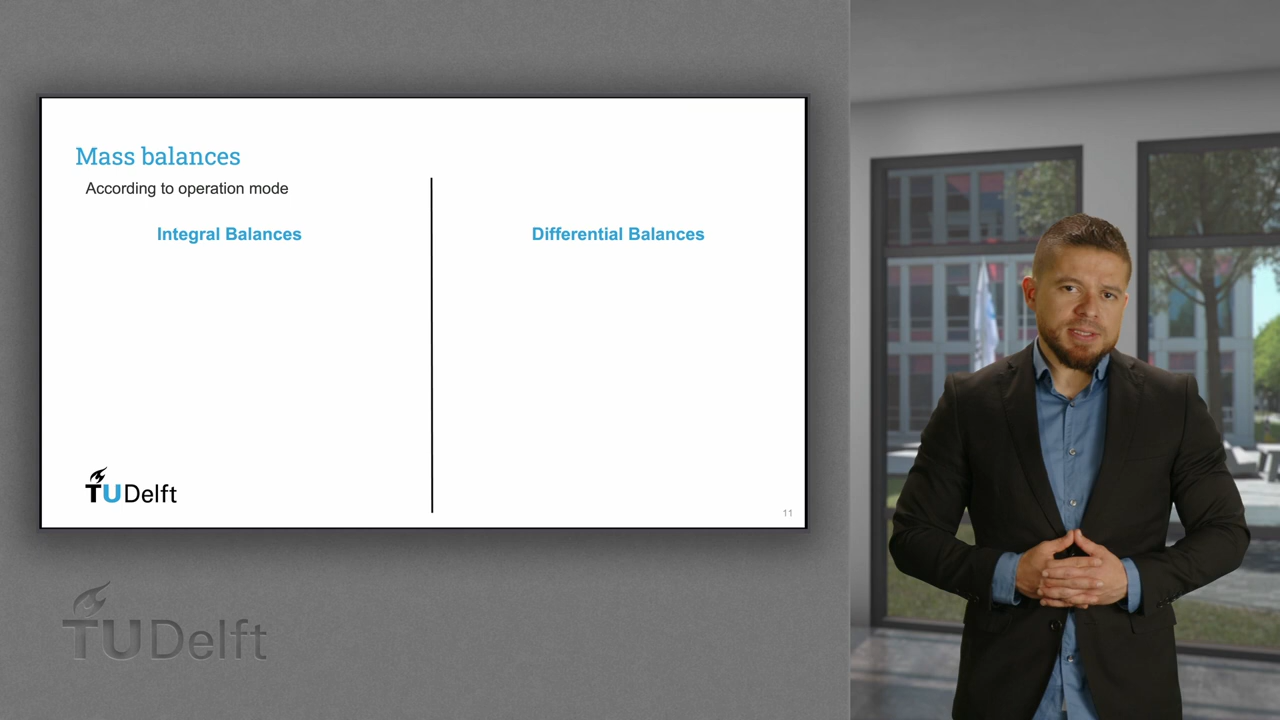 Mass balances
According to operation mode
Integral Balances
Differential Balances
TUDelft
11
TUDelft